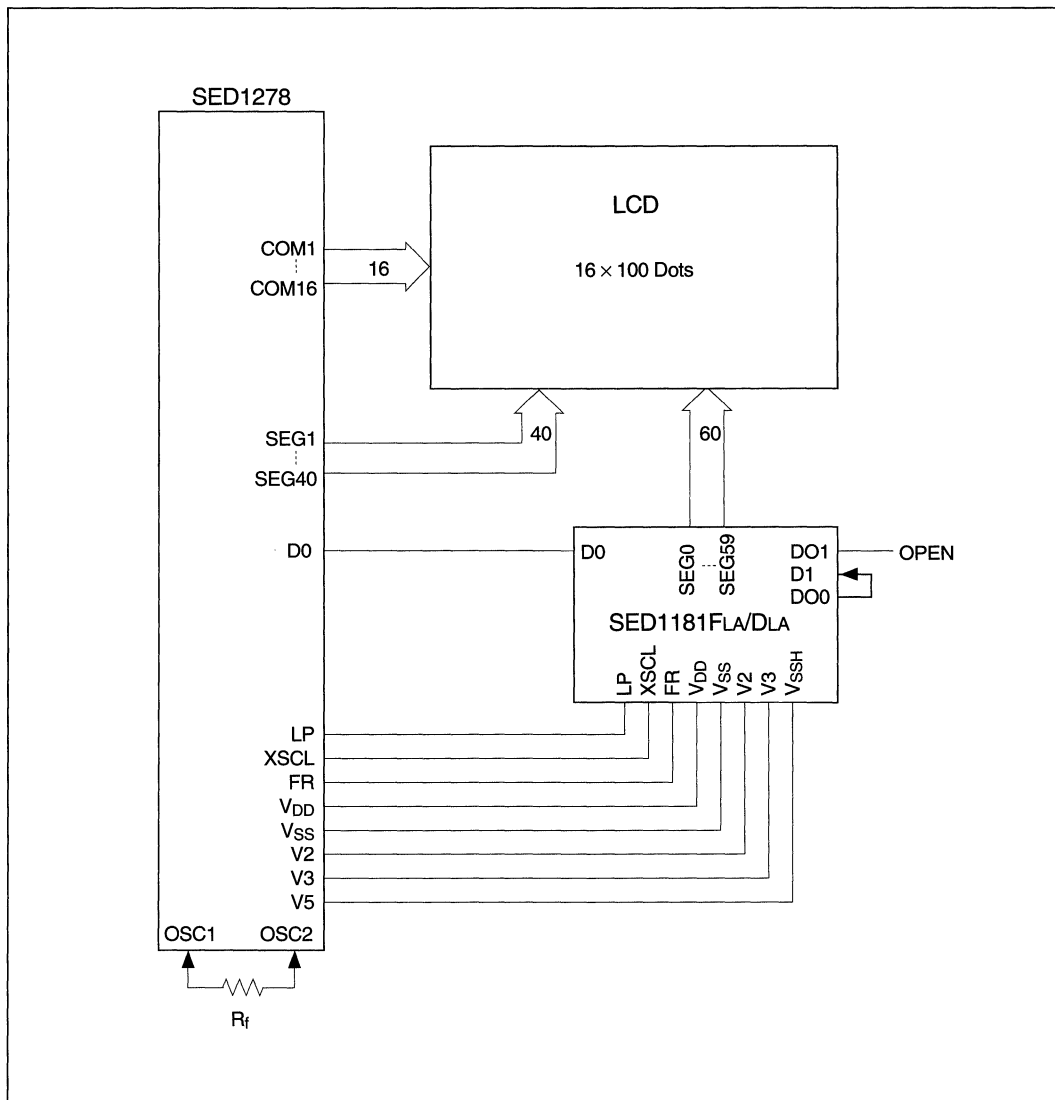 SED1278
LCD
16 × 100 Dots
COM1
16
COM16
SEG1
40
60
SEG40
D0
D0
SEG0
SEG59
DO1
OPEN
D1
DO0
SED1181FLA/DLA
LP
XSCL
FR
VDD
VSS
V2
V3
VSSH
LP
XSCL
FR
VDD
VSS
V2
V3
V5
OSC1
OSC2
Rf